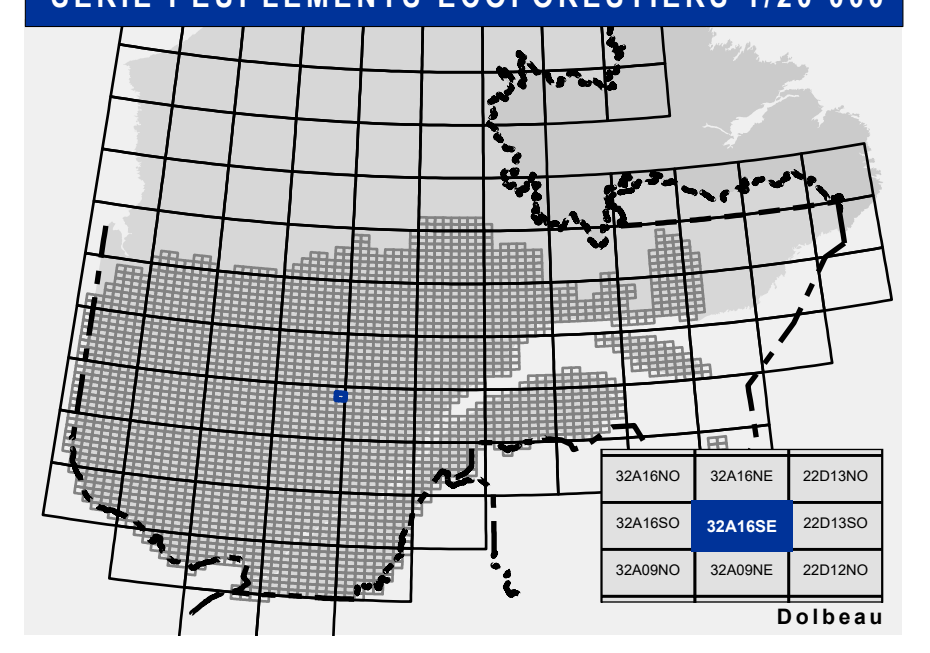 SÉRIE PEUPLEMENTS ÉCOFORESTIERS 1/20 000
32A16NO 32A16NE 22D13NO
32A16SO 32A16SE 22D13SO
32A09NO 32A09NE 22D12NO
Dolbeau